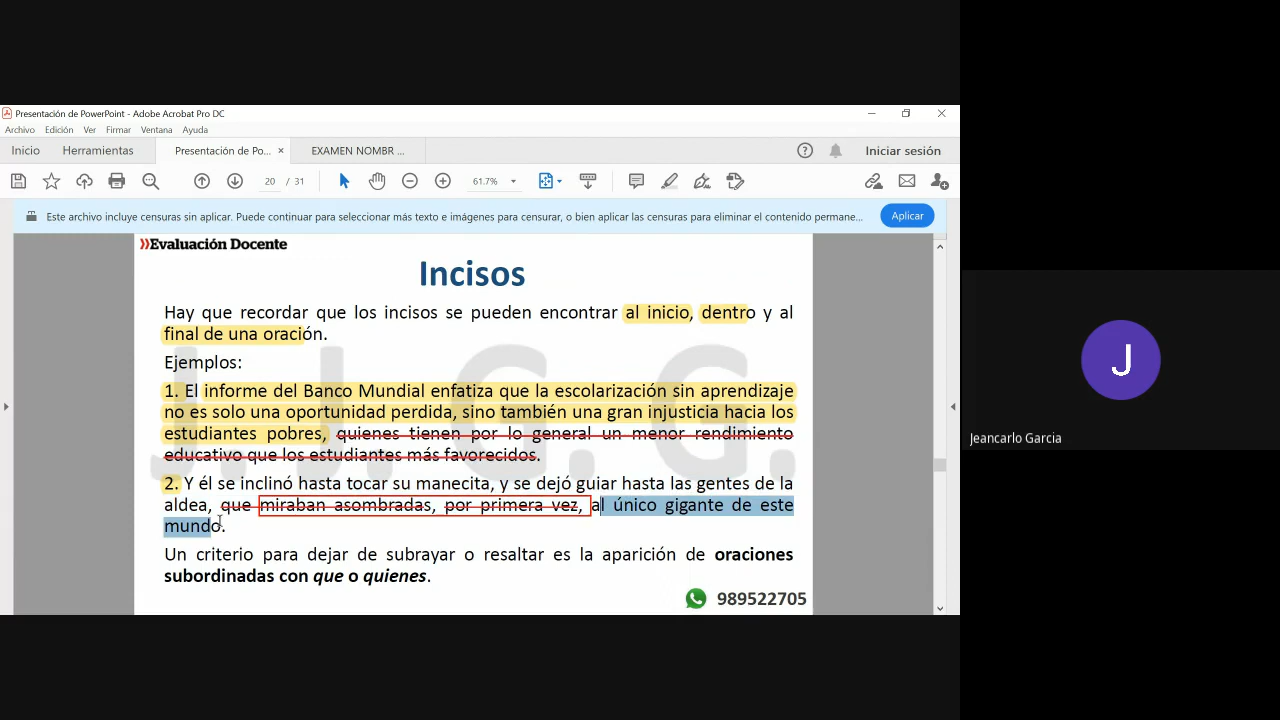 Presentación de PowerPoint - Adobe Acrobat Pro DC
Archivo Edición Ver Firmar Ventana Ayuda
Inicio Herramientas Presentación de Po... × EXAMEN NOMBR ... Iniciar sesión
20 / 31 61.7%
Este archivo incluye censuras sin aplicar. Puede continuar para seleccionar más texto e imágenes para censurar, o bien aplicar las censuras para eliminar el contenido permane... Aplicar
»Evaluación Docente
Incisos
Hay que recordar que los incisos se pueden encontrar al inicio, dentro y al
final de una oración.
Ejemplos:
1. El informe del Banco Mundial enfatiza que la escolarización sin aprendizaje
no es solo una oportunidad perdida, sino también una gran injusticia hacia los
estudiantes pobres, quienes tienen por lo general un menor rendimiento
educativo que los estudiantes más favorecidos.
2. Y él se inclinó hasta tocar su manecita, y se dejó guiar hasta las gentes de la
aldea, que miraban asombradas, por primera vez, al único gigante de este
mundo.
Un criterio para dejar de subrayar o resaltar es la aparición de oraciones
subordinadas con que o quienes.
989522705
J. J. G. G.
J
Jeancarlo Garcia